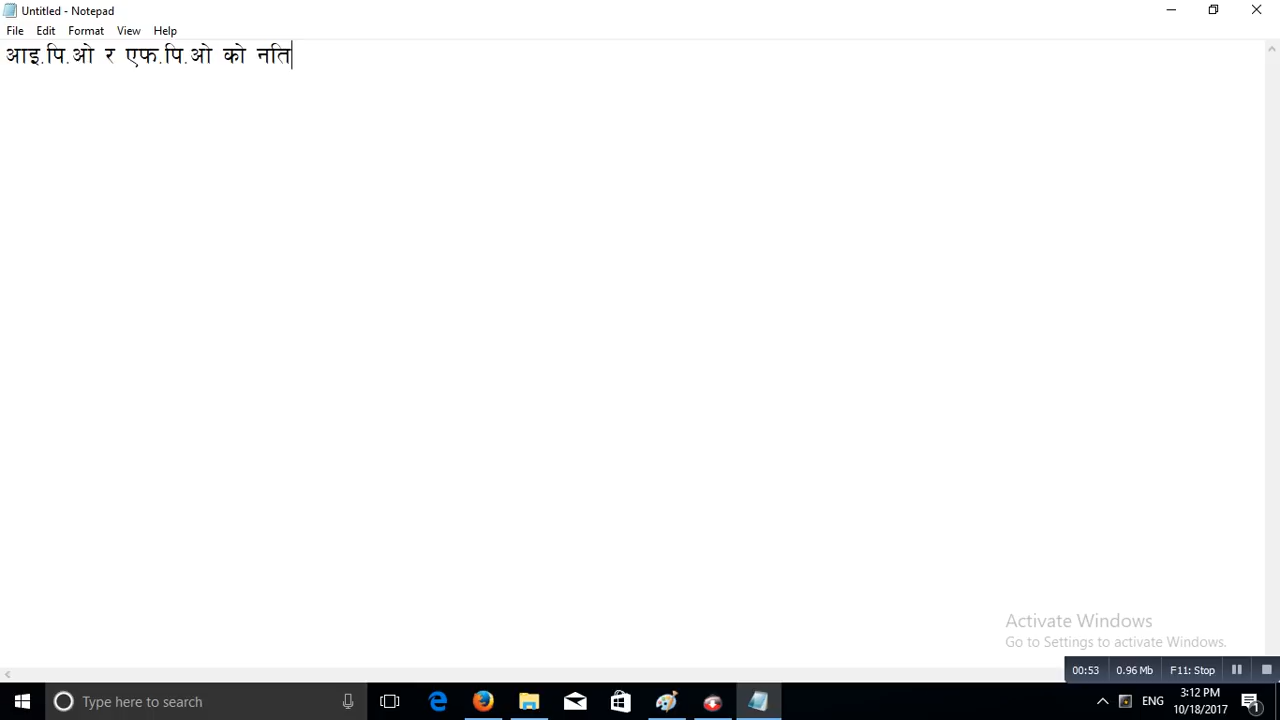 Untitled - Notepad
File Edit Format View Help
आइ.पि.ओ र एफ.पि.ओ को नति
Activate Windows
Go to Settings to activate Windows.
00:53 0.96 Mb F11: Stop
Type here to search
ENG
3:12 PM
10/18/2017
1